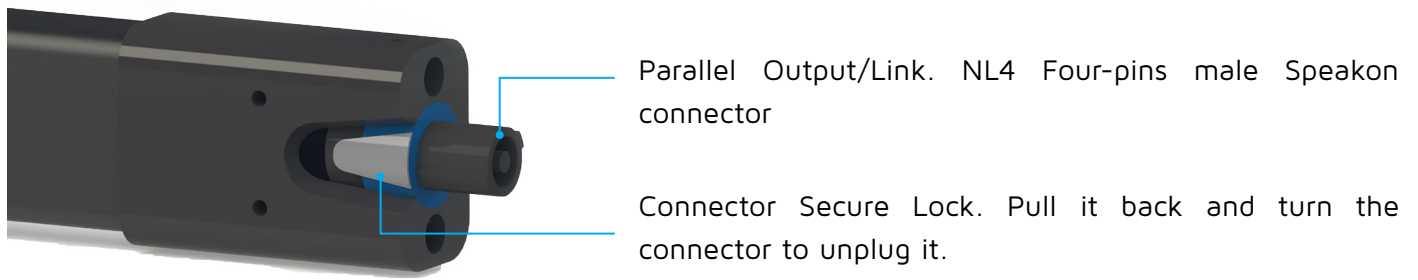 Parallel Output/Link. NL4 Four-pins male Speakon
connector
Connector Secure Lock. Pull it back and turn the
connector to unplug it.